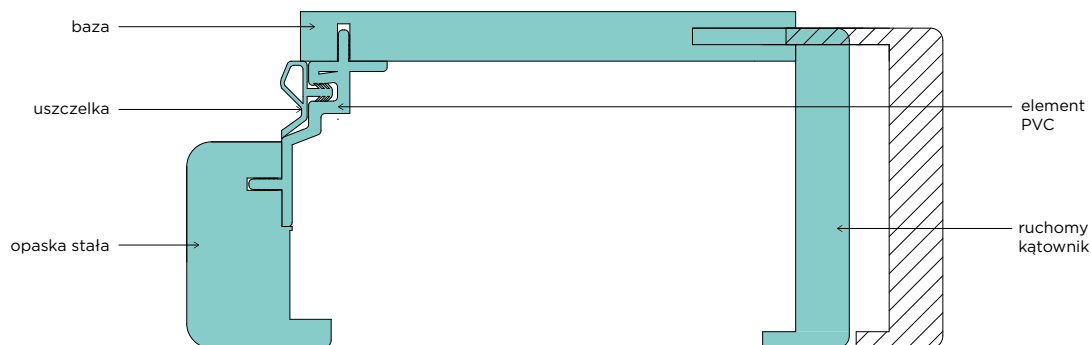 baza
uszczelka
opaska stała
element
PVC
ruchomy
kątownik